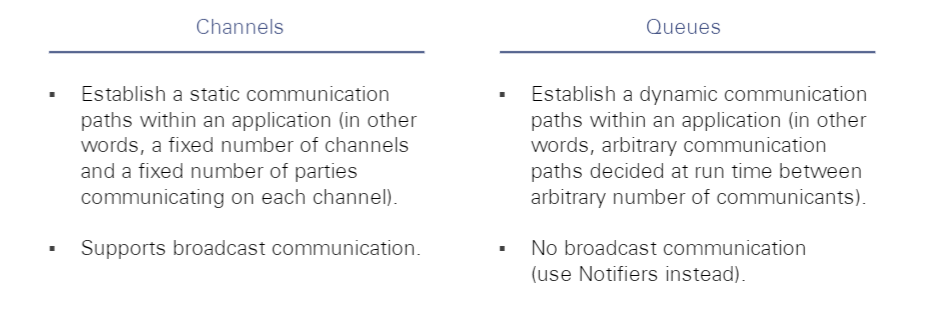 Channels
▪ Establish a static communication
paths within an application (in other
words, a fixed number of channels
and a fixed number of parties
communicating on each channel).
▪ Supports broadcast communication.
Queues
▪ Establish a dynamic communication
paths within an application (in other
words, arbitrary communication
paths decided at run time between
arbitrary number of communicants).
▪ No broadcast communication
(use Notifiers instead).